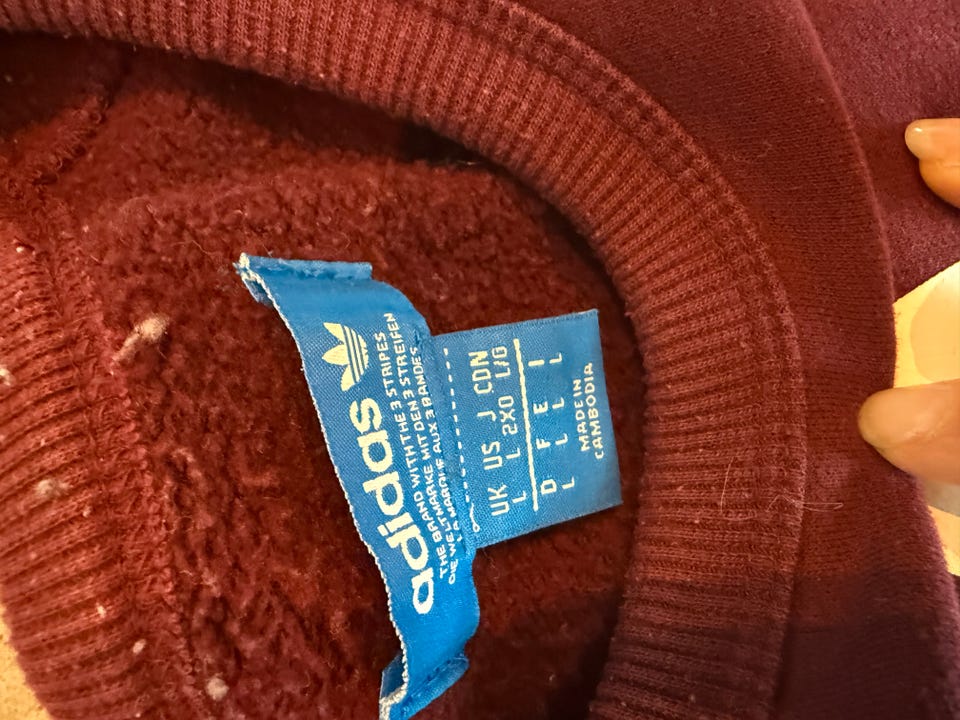 adidas
THE BRAND WITH THE 3 STRIPES
DIE MARKE MIT DEN 3 STREIFEN
LA MARQUE AUX 3 BANDES
UK US J CDN
L L 2XO L/G
D F E I
L L L L
MADE IN
CAMBODIA